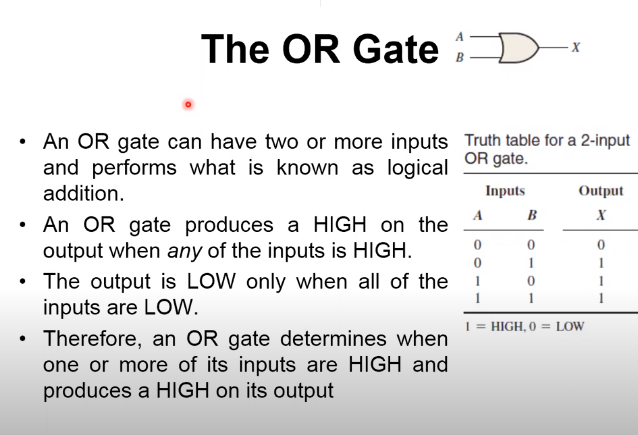 The OR Gate
A
B
X
• An OR gate can have two or more inputs
and performs what is known as logical
addition.
• An OR gate produces a HIGH on the
output when any of the inputs is HIGH.
• The output is LOW only when all of the
inputs are LOW.
• Therefore, an OR gate determines when
one or more of its inputs are HIGH and
produces a HIGH on its output
Truth table for a 2-input
OR gate.
Inputs Output
A B X
0 0 0
0 1 1
1 0 1
1 1 1
1 = HIGH, 0 = LOW